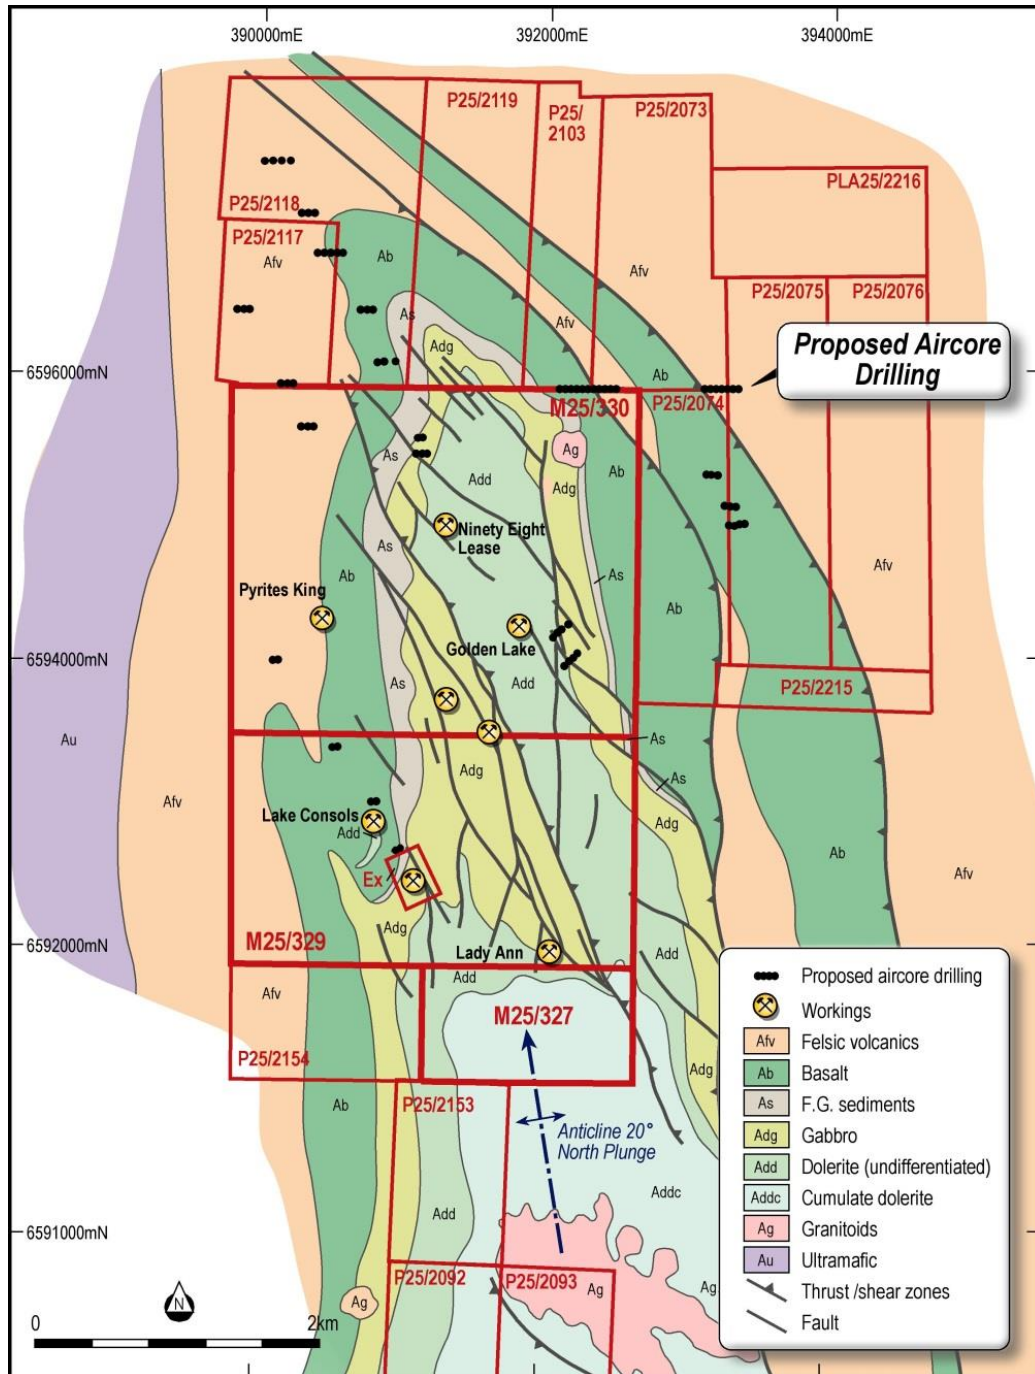 390000mE
392000mE
394000mE
P25/2119
P25/
2103
P25/2073
PLA25/2216
P25/2118
P25/2117
Afv
Ab
Afv
P25/2075
P25/2076
As
Adg
Afv
Proposed Aircore
Drilling
6596000mN
Ab
M25/330
P25/2074
As
Ag
Ab
Add
Adg
Ninety Eight
Lease
As
Afv
Ab
As
Pyrites King
Ab
Golden Lake
6594000mN
As
Add
P25/2215
Au
As
Adg
As
Afv
Lake Consols
Add
Adg
Ab
Ex
Afv
Adg
M25/329
Lady Ann
6592000mN
Add
Add
Afv
M25/327
P25/2154
Adg
Ab
P25/2153
Anticline 20°
North Plunge
Addc
Add
6591000mN
P25/2092
P25/2093
Ag
Ag
Ag
N
0
2km
Proposed aircore drilling
Workings
Afv Felsic volcanics
Ab Basalt
As F.G. sediments
Adg Gabbro
Add Dolerite (undifferentiated)
Addc Cumulate dolerite
Ag Granitoids
Au Ultramafic
Thrust /shear zones
Fault